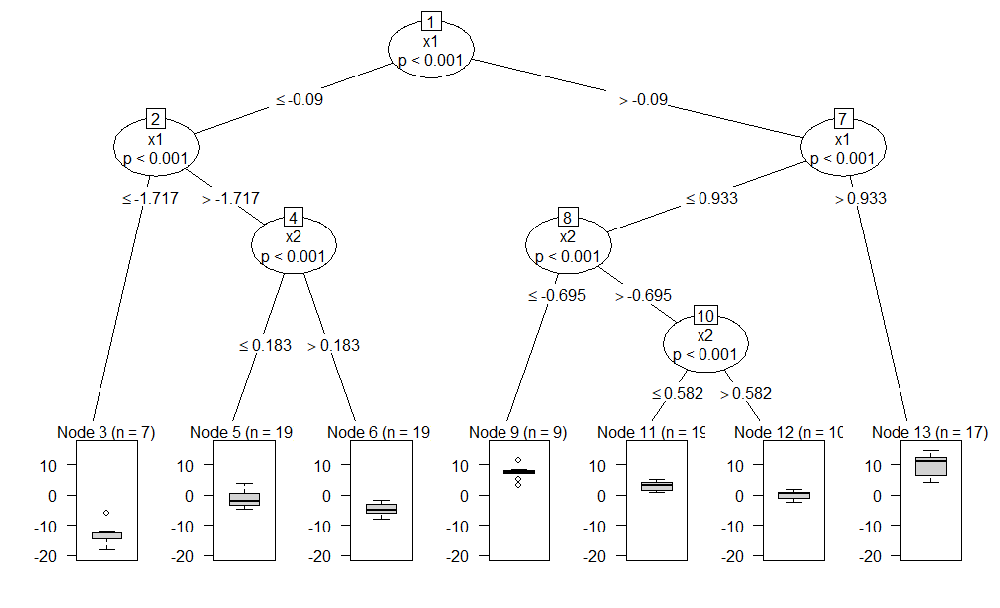 1
x1
p < 0.001
≤ -0.09
> -0.09
2
x1
p < 0.001
7
x1
p < 0.001
≤ -1.717
> -1.717
≤ 0.933
> 0.933
4
x2
p < 0.001
8
x2
p < 0.001
≤ -0.695
> -0.695
10
x2
p < 0.001
≤ 0.183
> 0.183
≤ 0.582
> 0.582
Node 3 (n = 7)
10
0
-10
-20
Node 5 (n = 19
10
0
-10
-20
Node 6 (n = 19
10
0
-10
-20
Node 9 (n = 9)
10
0
-10
-20
Node 11 (n = 19
10
0
-10
-20
Node 12 (n = 10
10
0
-10
-20
Node 13 (n = 17)
10
0
-10
-20